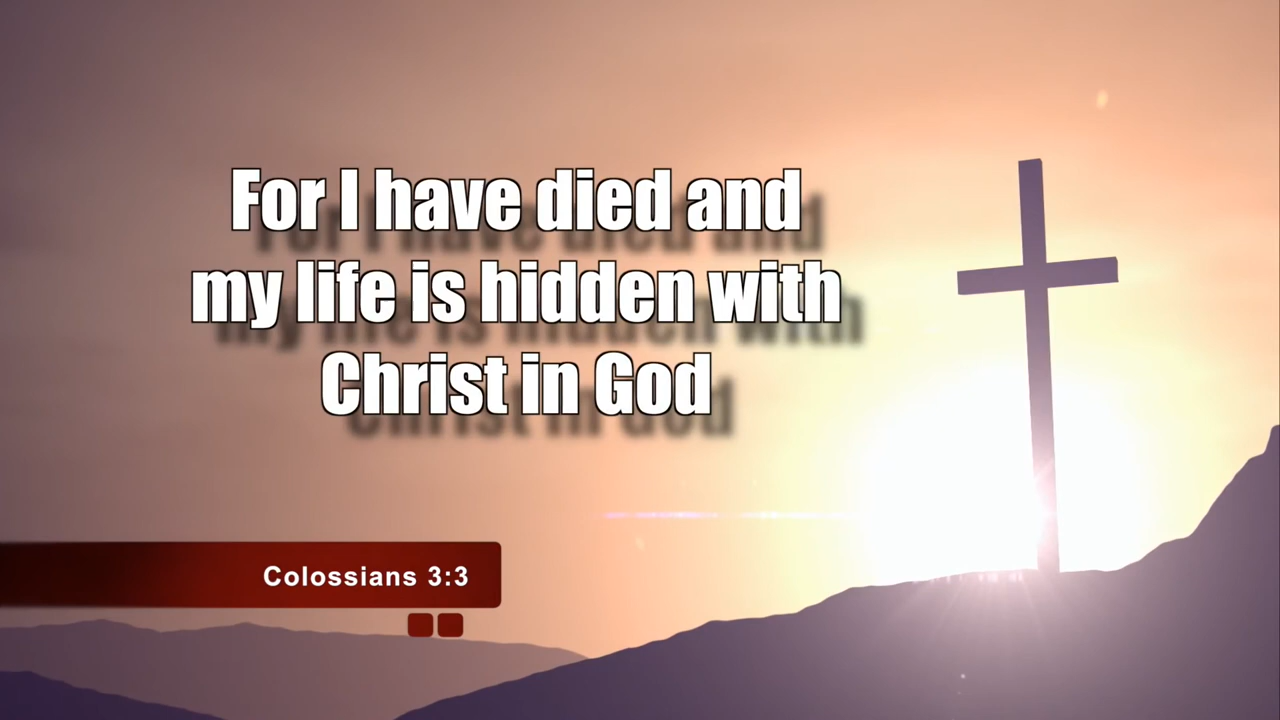 For I have died and
my life is hidden with
Christ in God
Colossians 3:3